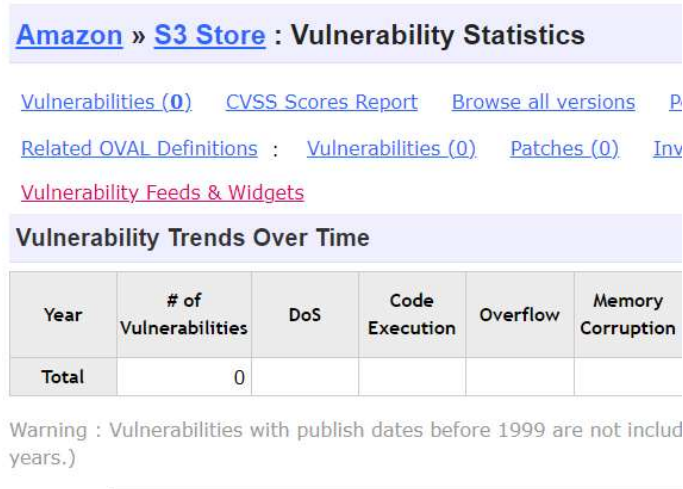 Amazon » S3 Store : Vulnerability Statistics
Vulnerabilities (0) CVSS Scores Report Browse all versions
Related OVAL Definitions : Vulnerabilities (0) Patches (0)
Vulnerability Feeds & Widgets
Vulnerability Trends Over Time
Year # of Vulnerabilities DoS Code Execution Overflow Memory Corruption
Total 0
Warning : Vulnerabilities with publish dates before 1999 are not
years.)